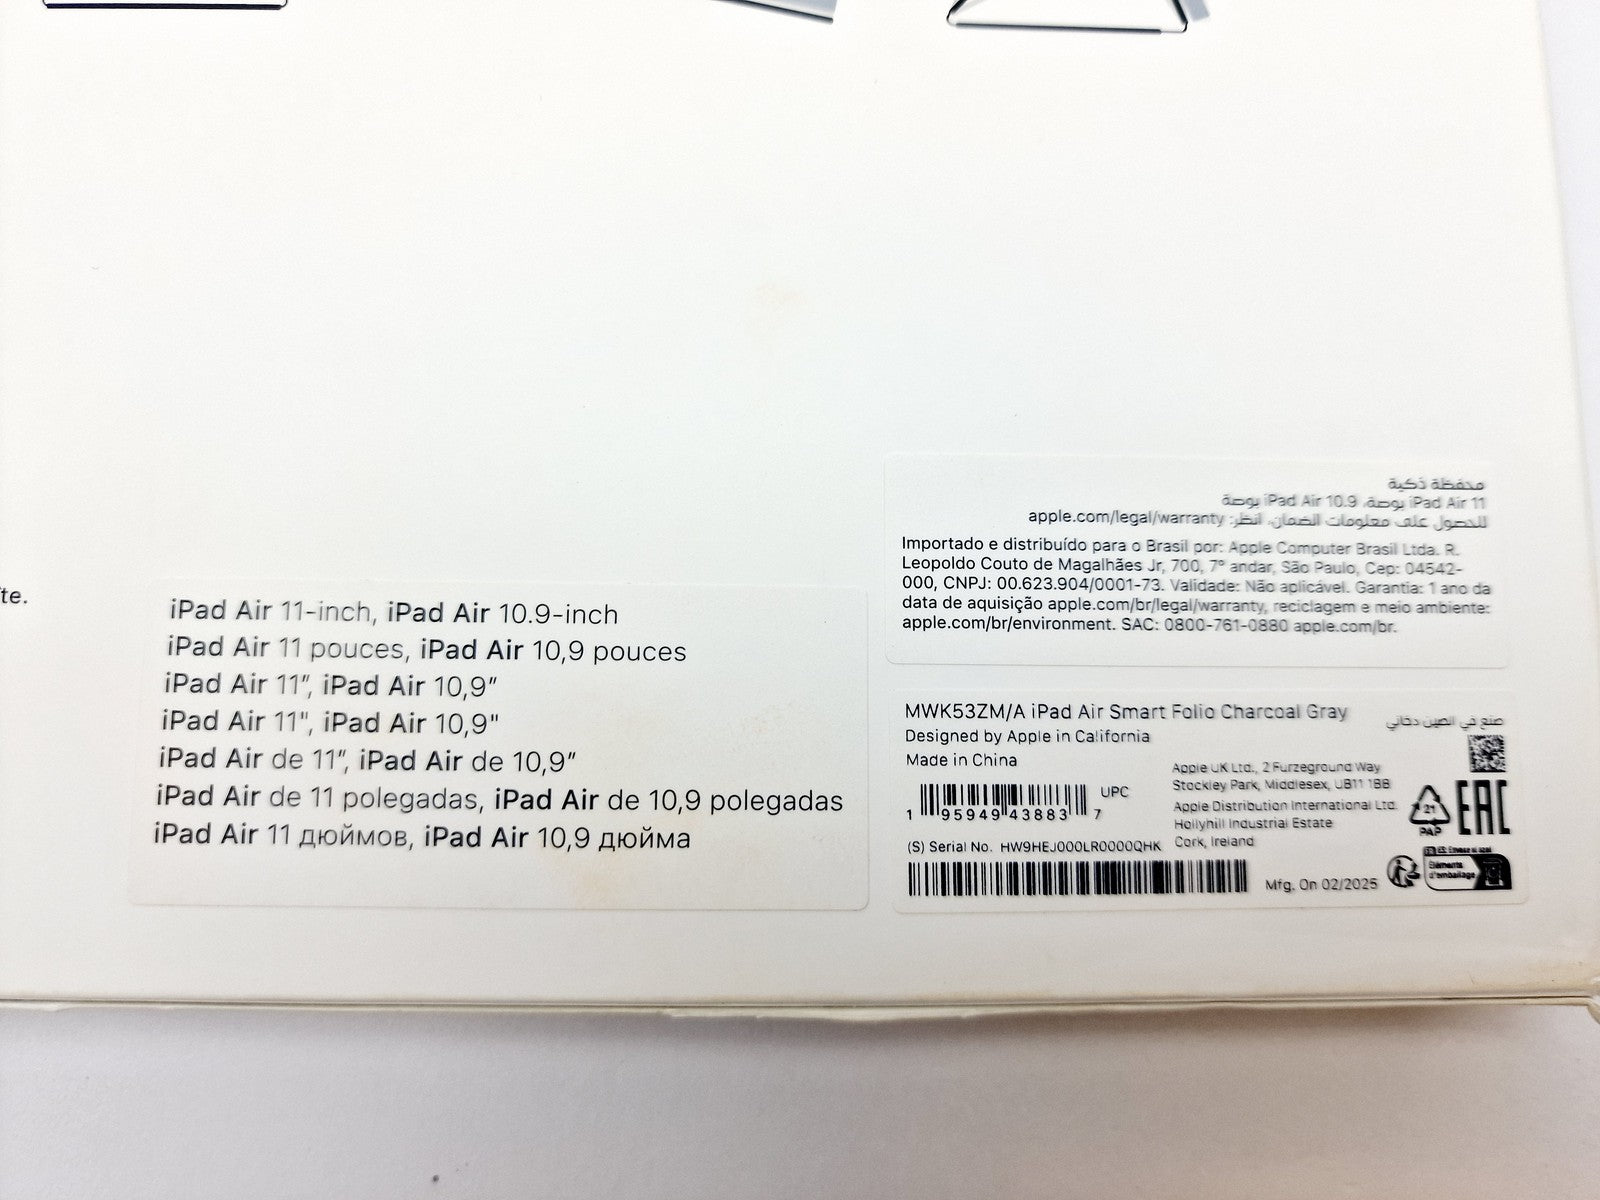 te.
iPad Air 11-inch, iPad Air 10.9-inch
iPad Air 11 pouces, iPad Air 10,9 pouces
iPad Air 11”, iPad Air 10,9”
iPad Air 11", iPad Air 10,9"
iPad Air de 11”, iPad Air de 10,9”
iPad Air de 11 polegadas, iPad Air de 10,9 polegadas
iPad Air 11 дюймов, iPad Air 10,9 дюйма
محفظة ذكية
iPad Air 11 بوصة، iPad Air 10.9 بوصة
للحصول على معلومات الضمان، انظر: apple.com/legal/warranty
Importado e distribuído para o Brasil por: Apple Computer Brasil Ltda. R.
Leopoldo Couto de Magalhães Jr, 700, 7° andar, São Paulo, Cep: 04542-
000, CNPJ: 00.623.904/0001-73. Validade: Não aplicável. Garantia: 1 ano da
data de aquisição apple.com/br/legal/warranty, reciclagem e meio ambiente:
apple.com/br/environment. SAC: 0800-761-0880 apple.com/br.
MWK53ZM/A iPad Air Smart Folio Charcoal Gray
صنع في الصين دخاني
Designed by Apple in California
Made in China
UPC
1 95949 43883 7
(S) Serial No. HW9HEJ000LR0000QHK
Apple UK Ltd., 2 Furzeground Way
Stockley Park, Middlesex, UB11 1BB
Apple Distribution International Ltd.
Hollyhill Industrial Estate
Cork, Ireland
Mfg. On 02/2025
21
PAP
EAC
FR
Éléments
d'emballage